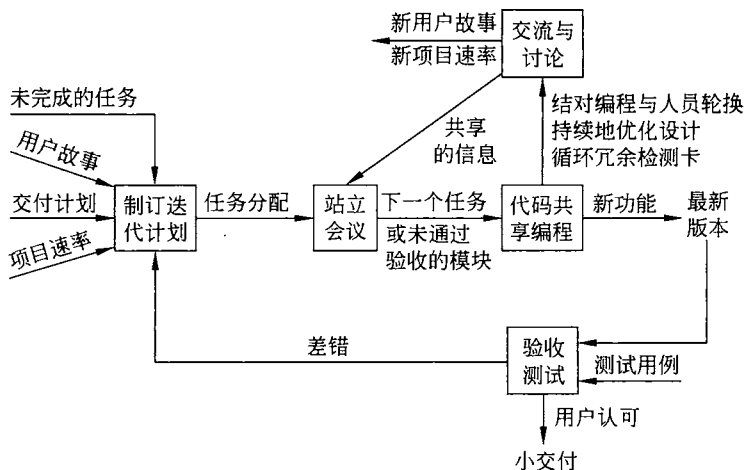 新用户故事
新项目速率
交流与
讨论
未完成的任务
用户故事
交付计划
项目速率
制订迭
代计划
任务分配
共享
的信息
站立
会议
下一个任务
或未通过
验收的模块
结对编程与人员轮换
持续地优化设计
循环冗余检测卡
代码共
享编程
新功能
最新
版本
差错
验收
测试
测试用例
用户认可
小交付